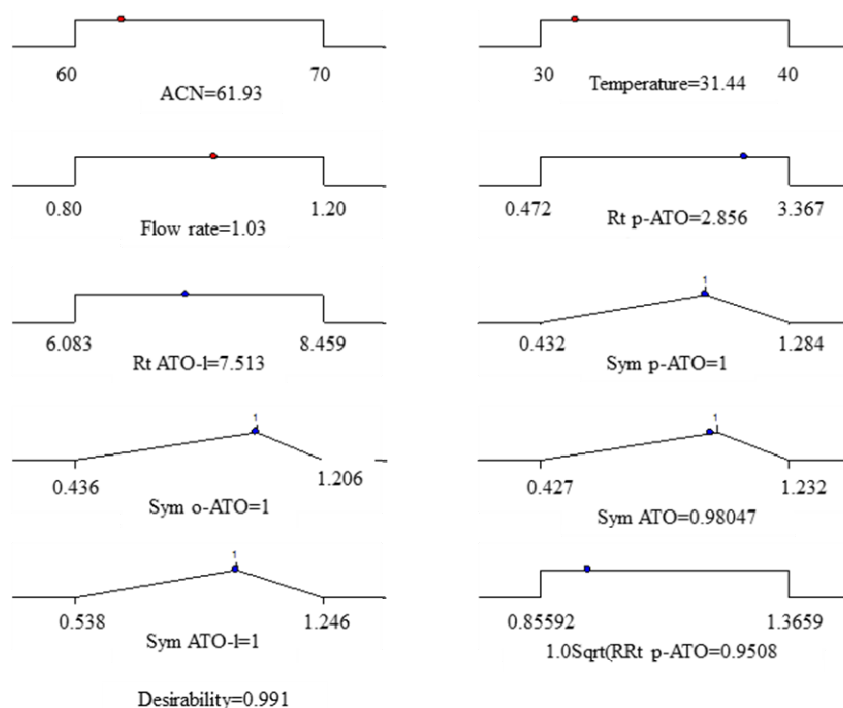 60 70
ACN=61.93
30 40
Temperature=31.44
0.80 1.20
Flow rate=1.03
0.472 3.367
Rt p-ATO=2.856
6.083 8.459
Rt ATO-l=7.513
1
0.432 1.284
Sym p-ATO=1
1
0.436 1.206
Sym o-ATO=1
1
0.427 1.232
Sym ATO=0.98047
1
0.538 1.246
Sym ATO-l=1
0.85592 1.3659
1.0Sqrt(RRt p-ATO=0.9508
Desirability=0.991